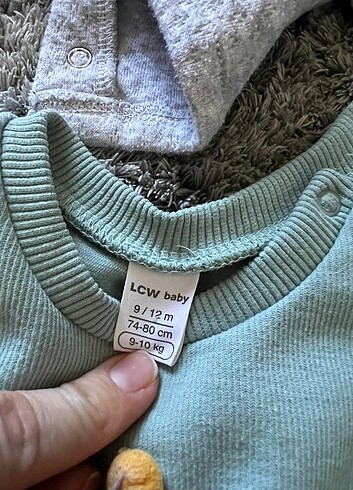 LCW baby
9 / 12 m
74-80 cm
9-10 kg